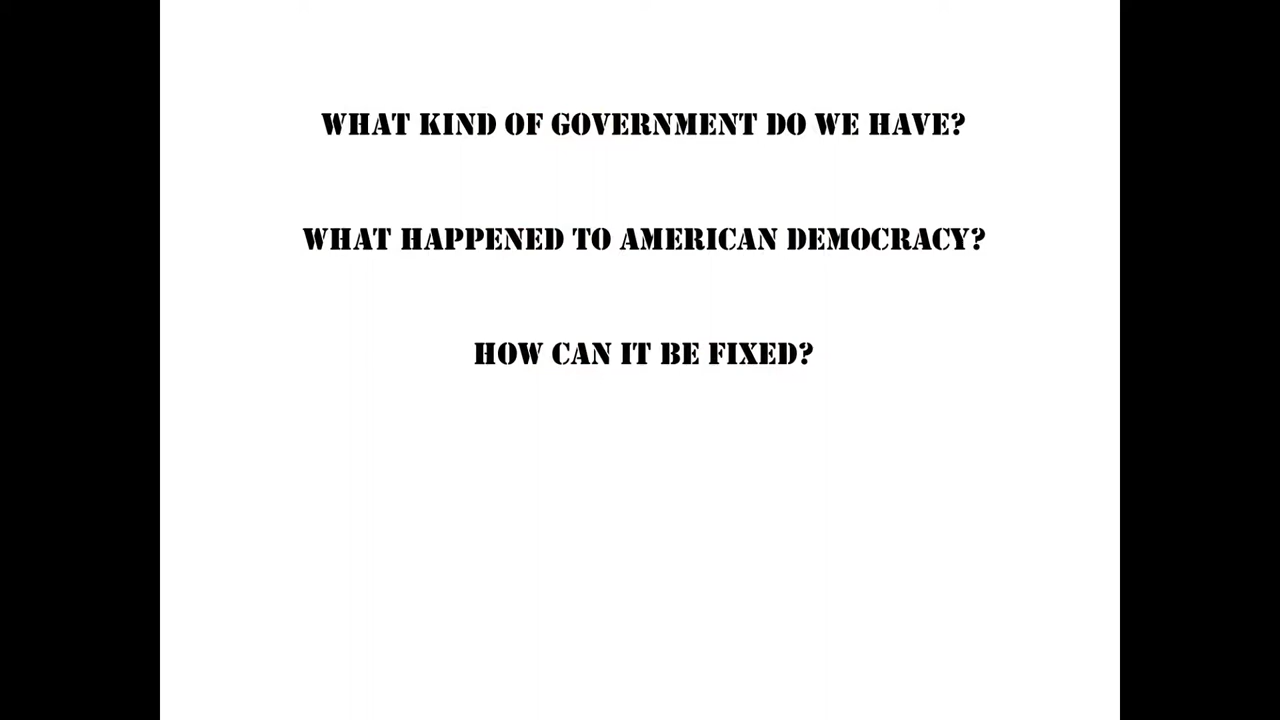 WHAT KIND OF GOVERNMENT DO WE HAVE?
WHAT HAPPENED TO AMERICAN DEMOCRACY?
HOW CAN IT BE FIXED?